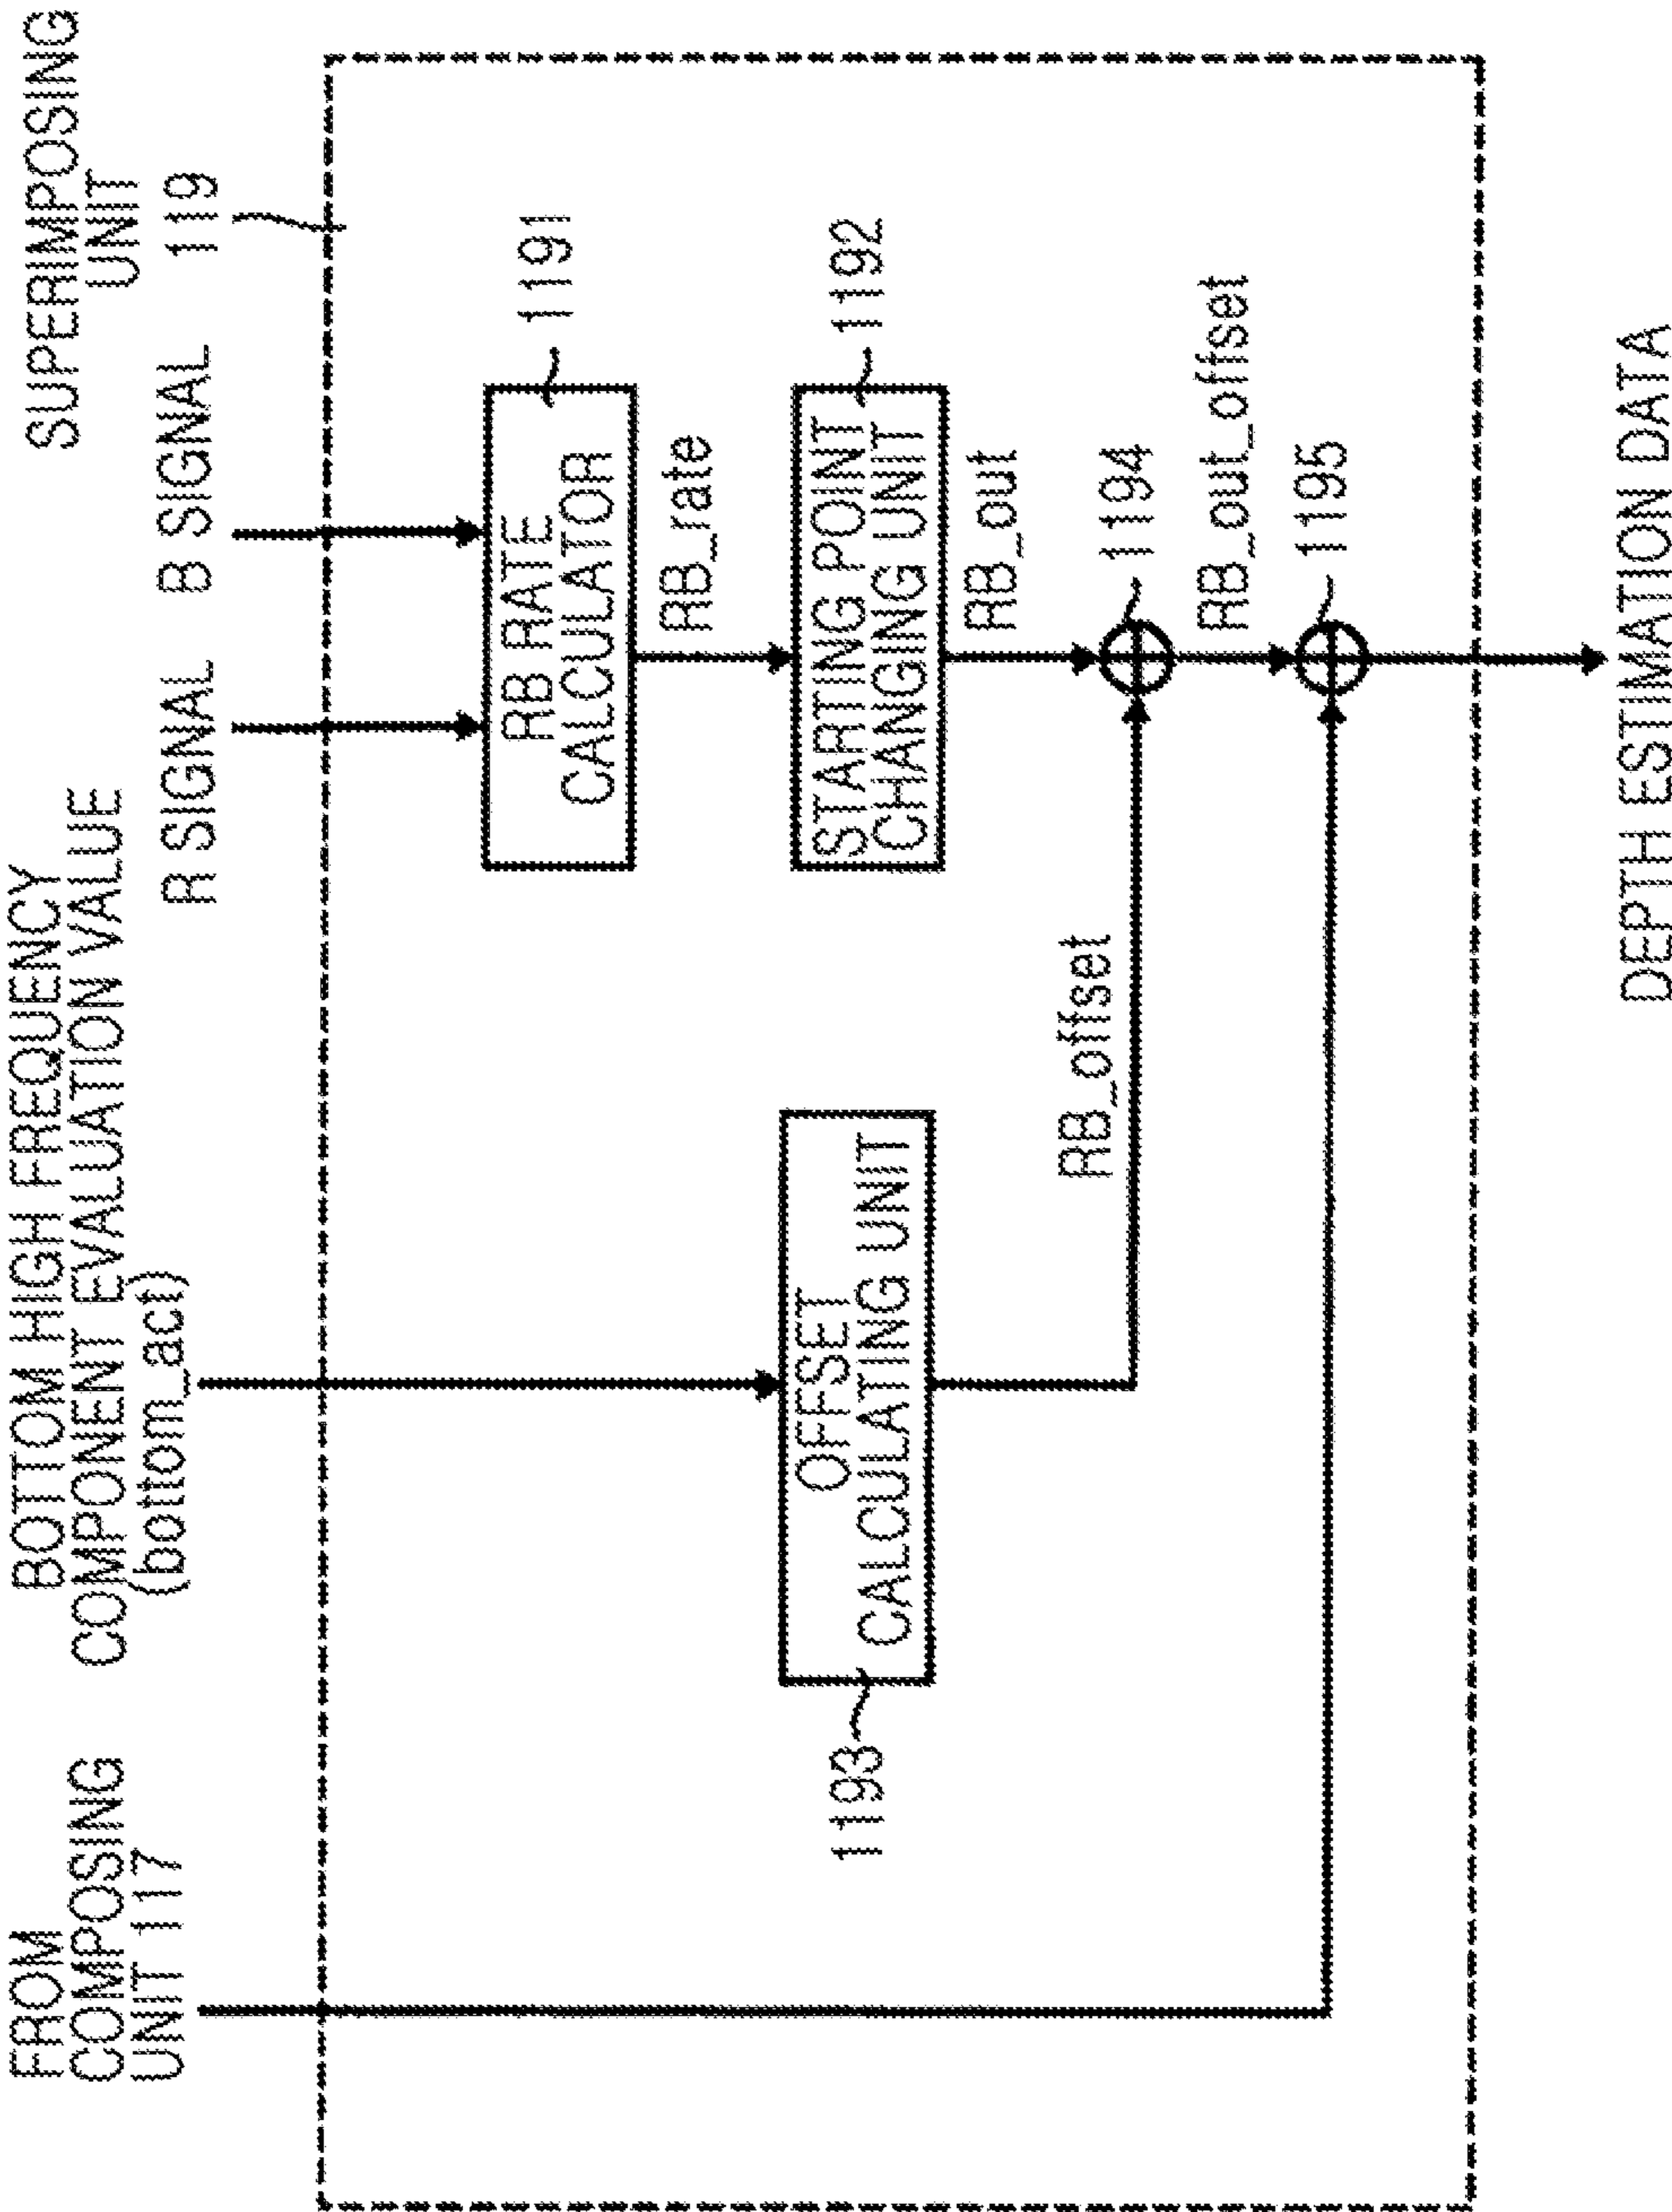 SUPERIMPOSING
UNIT
119
FROM
COMPOSING
UNIT 117
BOTTOM HIGH FREQUENCY
COMPONENT EVALUATION VALUE
(bottom_act)
R SIGNAL
B SIGNAL
RB RATE
CALCULATOR
1191
RB_rate
STARTING POINT
CHANGING UNIT
1192
OFFSET
CALCULATING UNIT
1193
RB_out
RB_offset
1194
RB_out_offset
1195
DEPTH ESTIMATION DATA